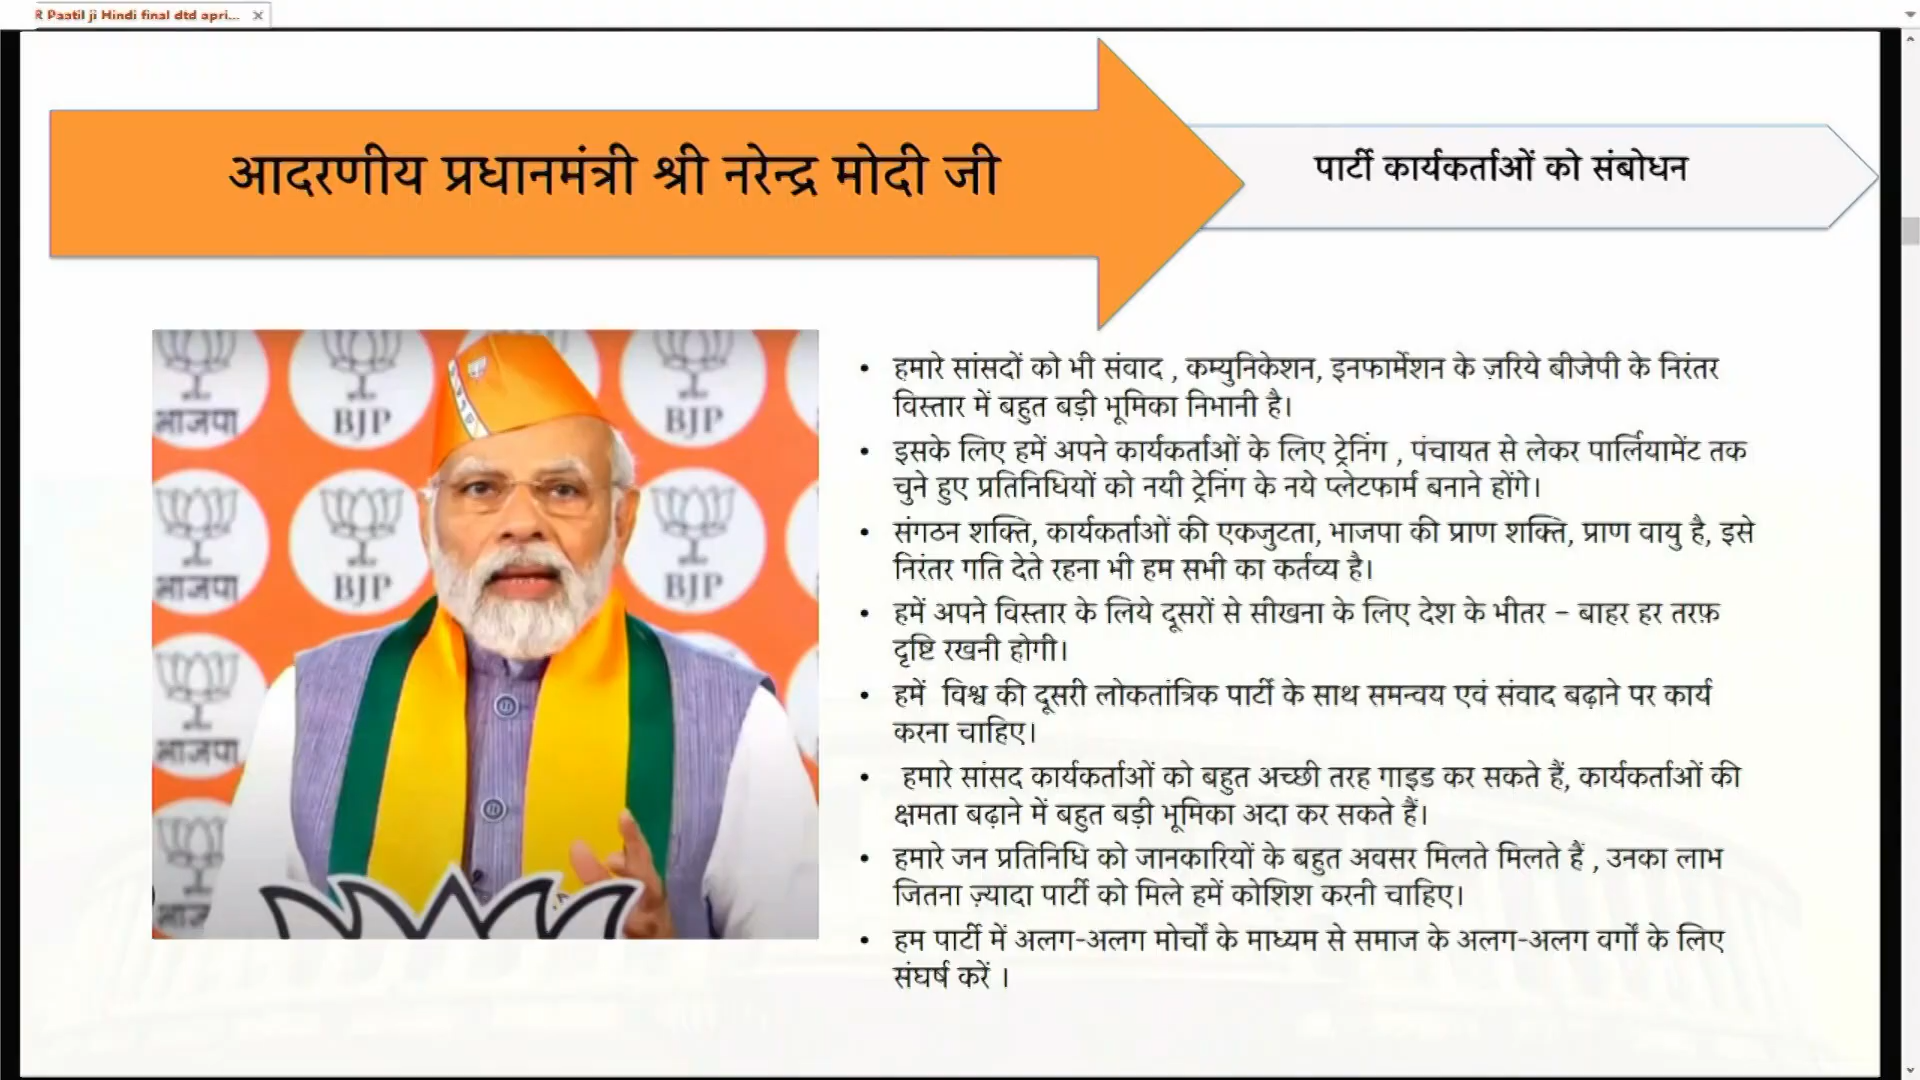 R Paatil ji Hindi final dtd apri...
आदरणीय प्रधानमंत्री श्री नरेन्द्र मोदी जी
पार्टी कार्यकर्ताओं को संबोधन
BJP
BJP
भाजपा
भाजपा
BJP
BJP
भाजपा
• हमारे सांसदों को भी संवाद , कम्युनिकेशन, इनफार्मेशन के ज़रिये बीजेपी के निरंतर
विस्तार में बहुत बड़ी भूमिका निभानी है।
• इसके लिए हमें अपने कार्यकर्ताओं के लिए ट्रेनिंग , पंचायत से लेकर पार्लियामेंट तक
चुने हुए प्रतिनिधियों को नयी ट्रेनिंग के नये प्लेटफार्म बनाने होंगे।
• संगठन शक्ति, कार्यकर्ताओं की एकजुटता, भाजपा की प्राण शक्ति, प्राण वायु है, इसे
निरंतर गति देते रहना भी हम सभी का कर्तव्य है।
• हमें अपने विस्तार के लिये दूसरों से सीखना के लिए देश के भीतर – बाहर हर तरफ़
दृष्टि रखनी होगी।
• हमें विश्व की दूसरी लोकतांत्रिक पार्टी के साथ समन्वय एवं संवाद बढ़ाने पर कार्य
करना चाहिए।
• हमारे सांसद कार्यकर्ताओं को बहुत अच्छी तरह गाइड कर सकते हैं, कार्यकर्ताओं की
क्षमता बढ़ाने में बहुत बड़ी भूमिका अदा कर सकते हैं।
• हमारे जन प्रतिनिधि को जानकारियों के बहुत अवसर मिलते मिलते हैं , उनका लाभ
जितना ज़्यादा पार्टी को मिले हमें कोशिश करनी चाहिए।
• हम पार्टी में अलग-अलग मोर्चों के माध्यम से समाज के अलग-अलग वर्गों के लिए
संघर्ष करें ।